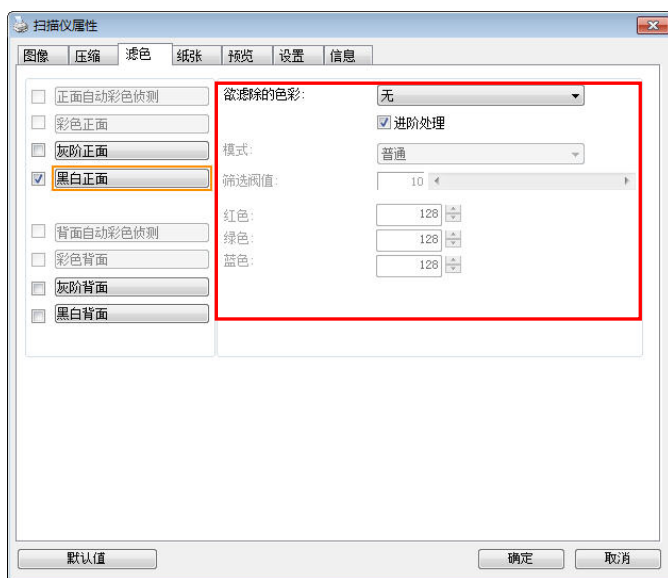 扫描仪属性
图像 压缩 滤色 纸张 预览 设置 信息
正面自动彩色侦测
彩色正面
灰阶正面
黑白正面
背面自动彩色侦测
彩色背面
灰阶背面
黑白背面
欲滤除的色彩: 无
进阶处理
模式: 普通
筛选阀值: 10
红色: 128
绿色: 128
蓝色: 128
默认值 确定 取消